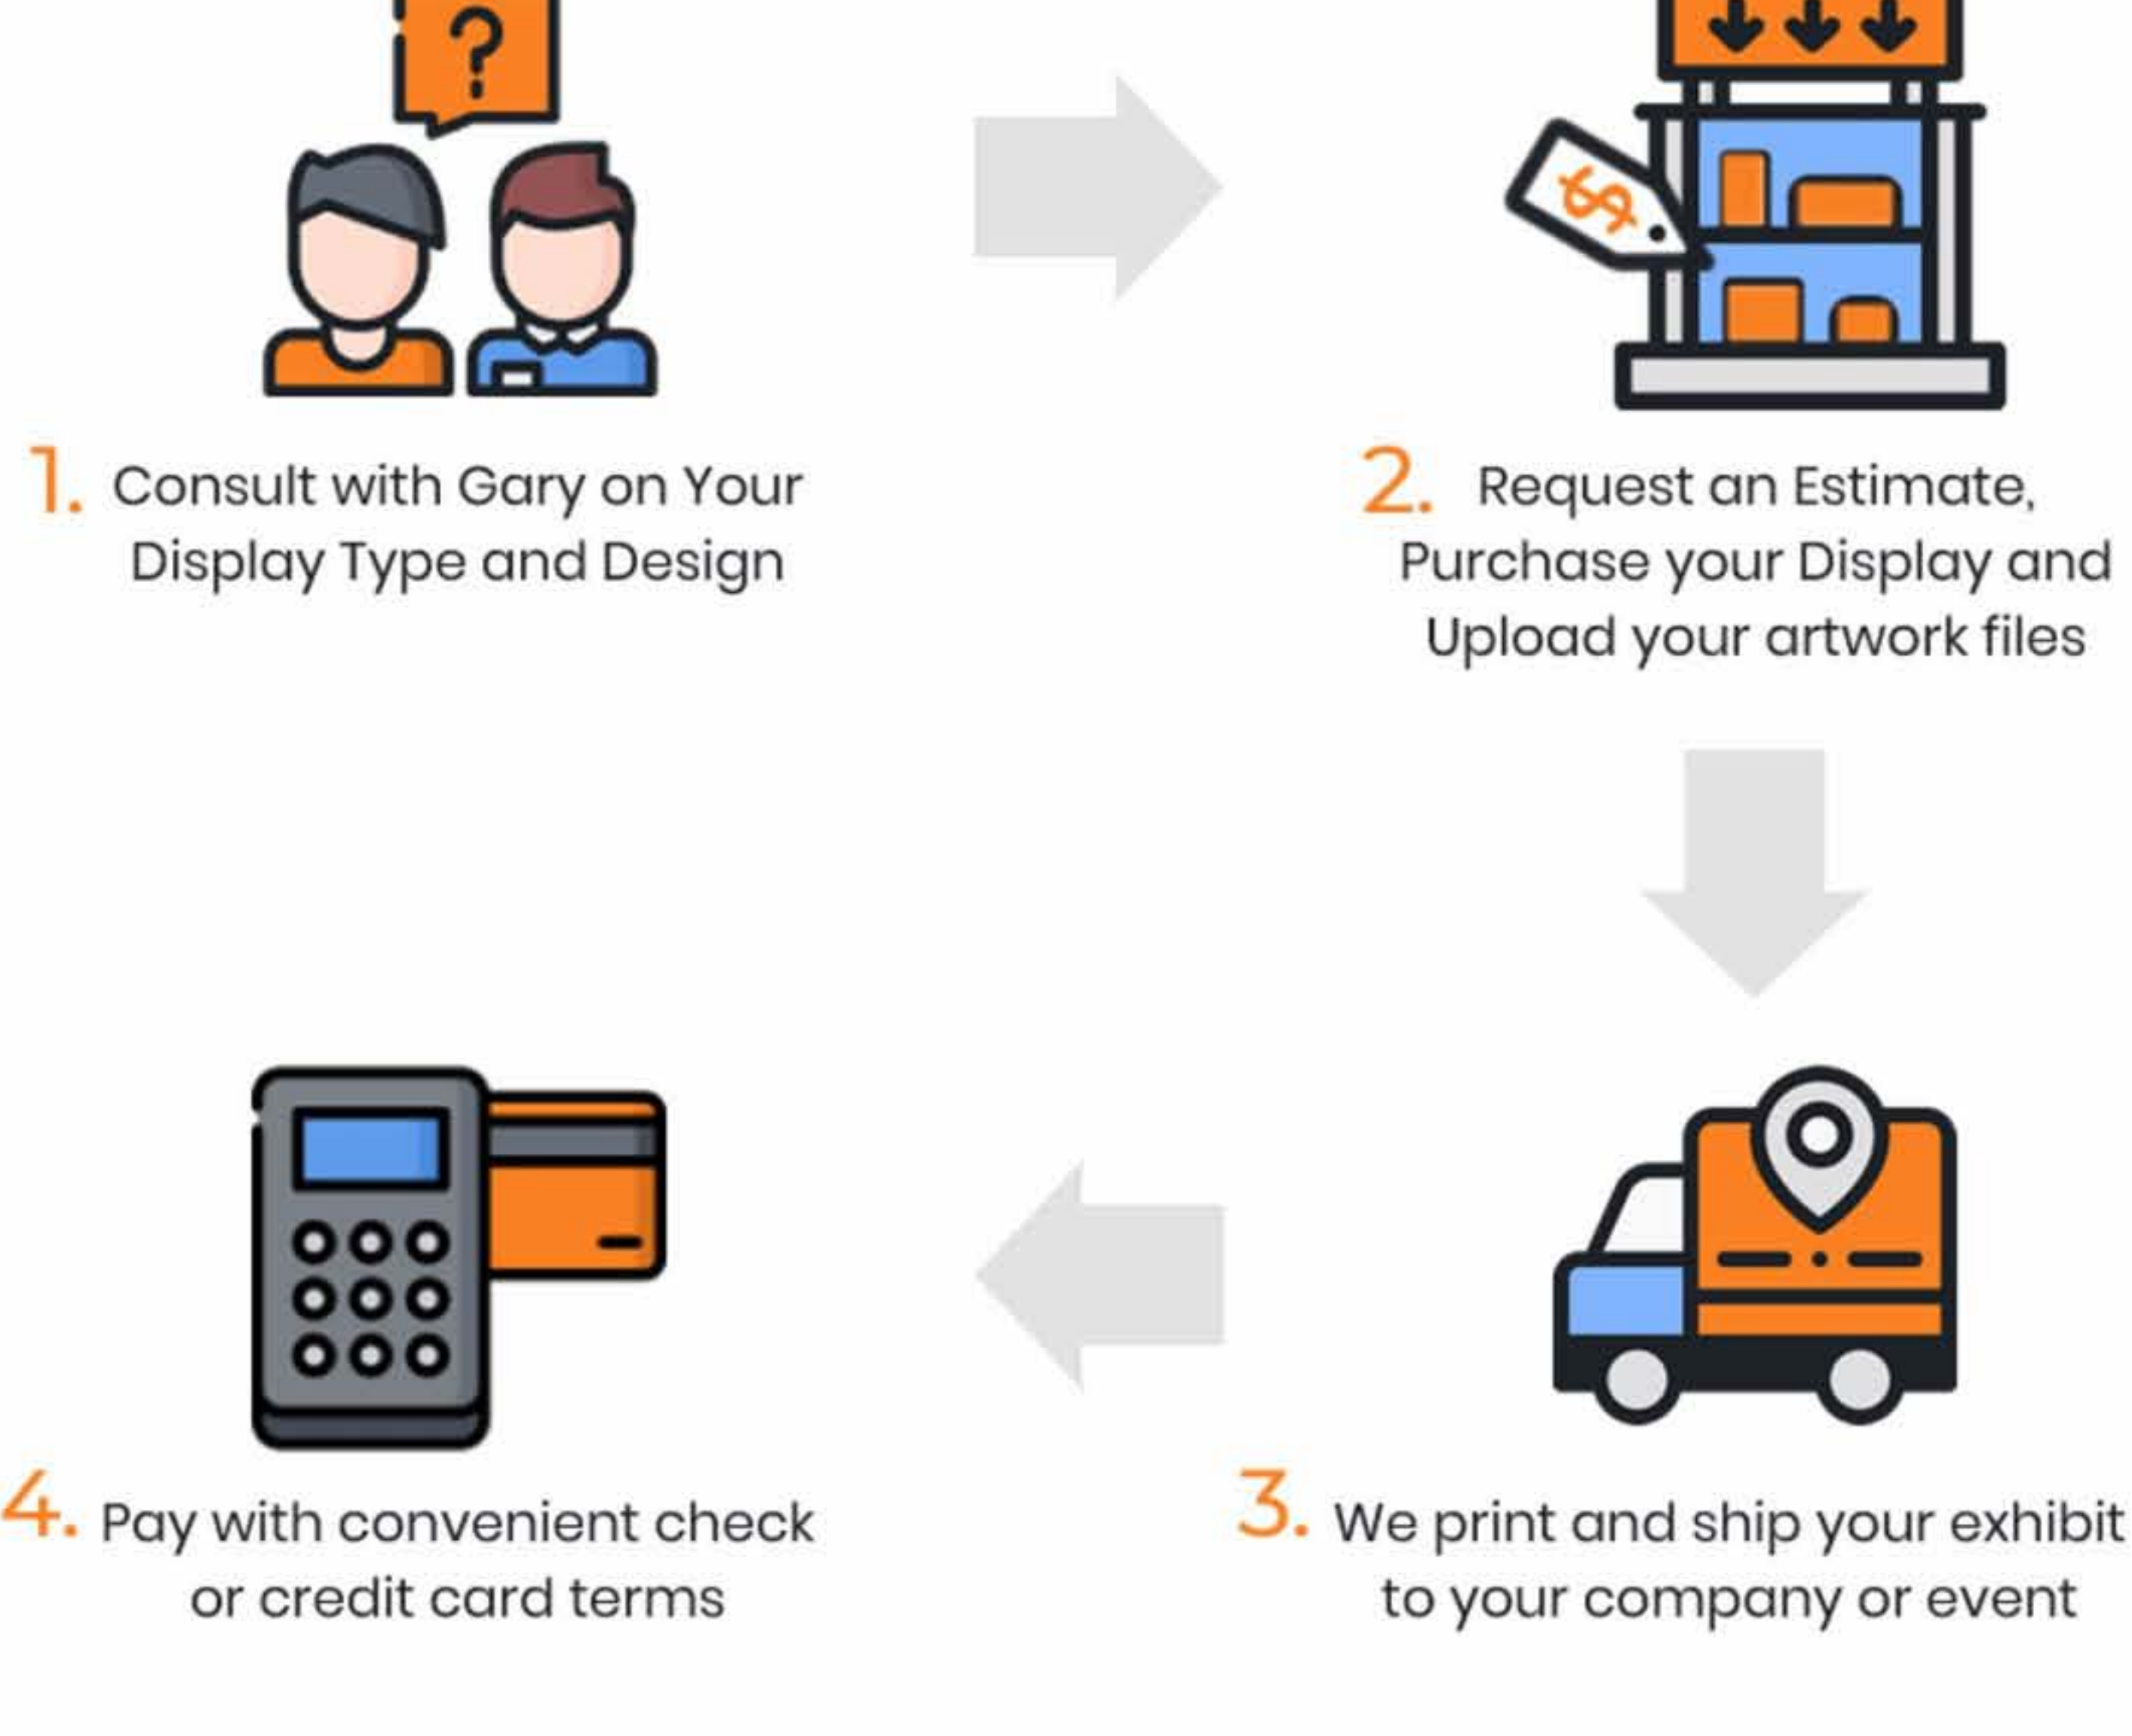 ?
$
1. Consult with Gary on Your
Display Type and Design
2. Request an Estimate,
Purchase your Display and
Upload your artwork files
3. We print and ship your exhibit
to your company or event
4. Pay with convenient check
or credit card terms